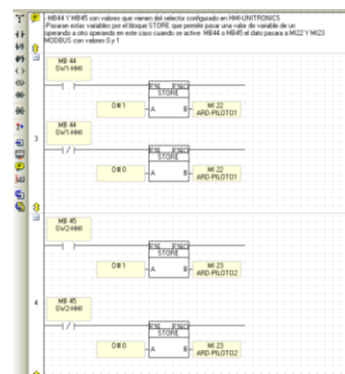 - MB44 Y MB45 son valores que vienen del selector configurado en HMI-UNITRONICS
-Pasaran estas variables por el bloque STORE que permite pasar una valor de variable de un
operando a otro operando en este caso cuando se active MB44 o MB45 el dato pasara a MI22 Y MI23
MODBUS con valores 0 y 1
MB 44
SW1-HMI
EN ENO
STORE
D# 1
A
B
MI 22
ARD-PILOTO1
3
MB 44
SW1-HMI
EN ENO
STORE
D# 0
A
B
MI 22
ARD-PILOTO1
MB 45
SW2-HMI
EN ENO
STORE
D# 1
A
B
MI 23
ARD-PILOTO2
4
MB 45
SW2-HMI
EN ENO
STORE
D# 0
A
B
MI 23
ARD-PILOTO2